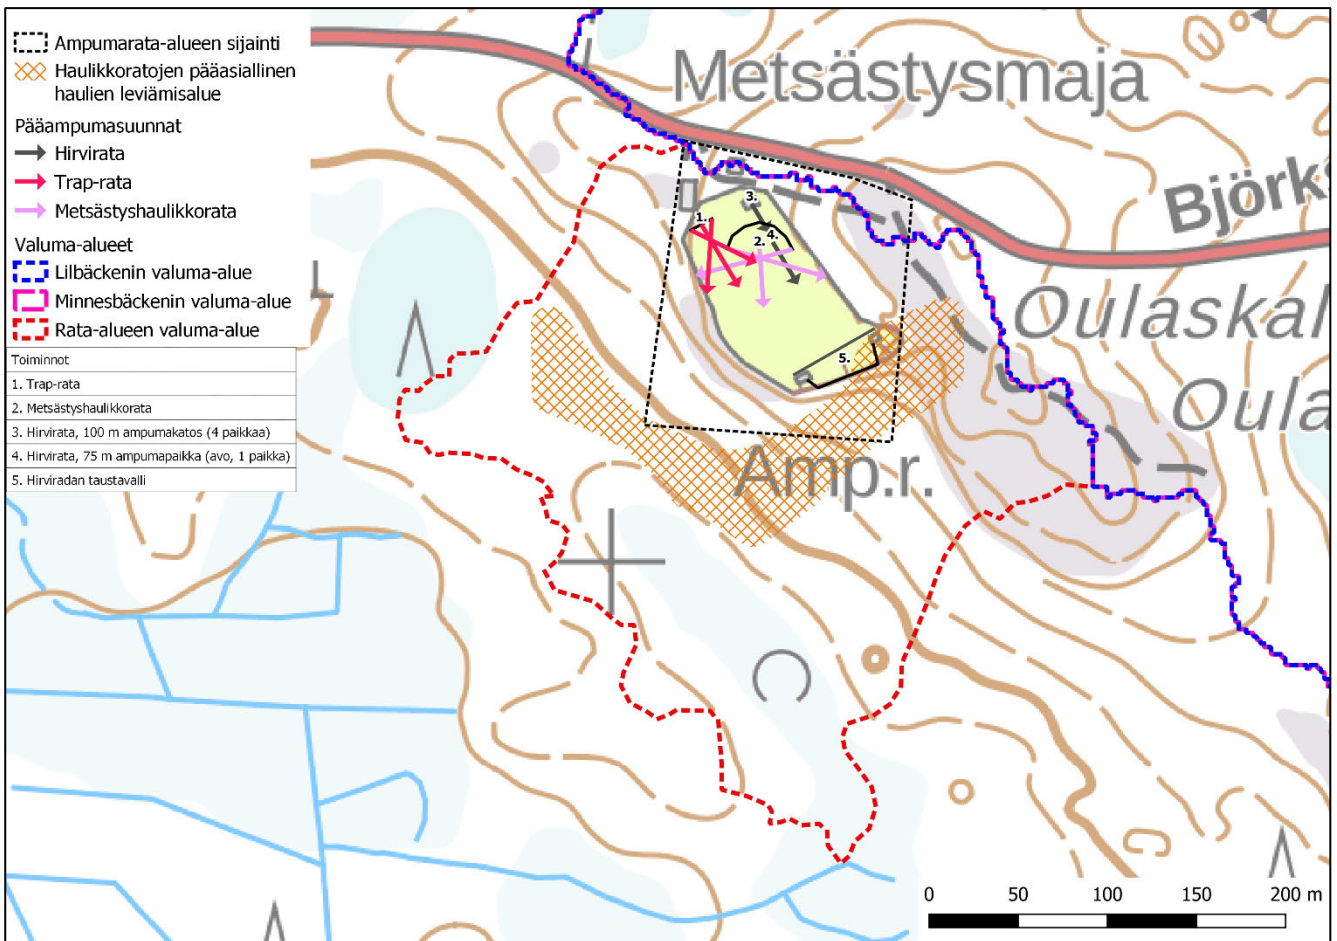 Ampumarata-alueen sijainti
Haulikkoratojen pääasiallinen
haulien leviämisalue
Pääampumasuunnat
Hirvirata
Trap-rata
Metsästyshaulikkorata
Valuma-alueet
Lilbäckenin valuma-alue
Minnesbäckenin valuma-alue
Rata-alueen valuma-alue
Toiminnot
1. Trap-rata
2. Metsästyshaulikkorata
3. Hirvirata, 100 m ampumakatos (4 paikkaa)
4. Hirvirata, 75 m ampumapaikka (avo, 1 paikka)
5. Hirviradan taustavalli
Metsästysmaja
Björks
3.
1.
4.
2.
Oulaskal
5.
Oula
Amp.r.
0 50 100 150 200 m